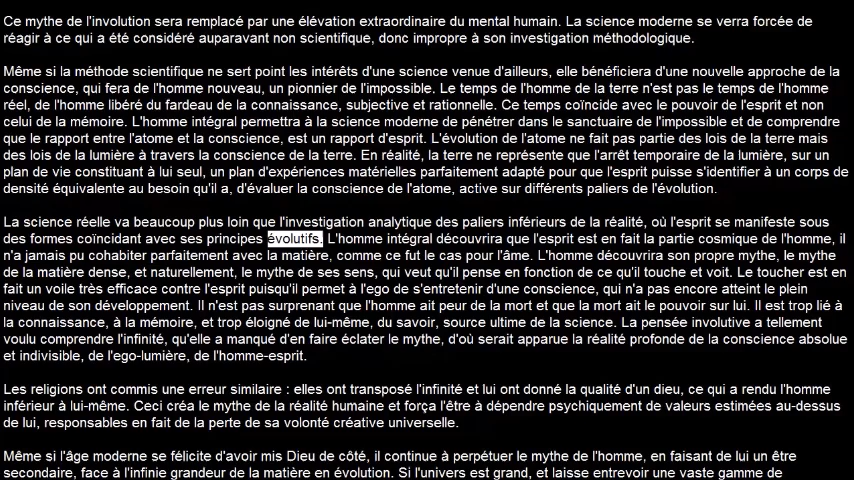 Ce mythe de l'involution sera remplacé par une élévation extraordinaire du mental humain. La science moderne se verra forcée de
réagir à ce qui a été considéré auparavant non scientifique, donc impropre à son investigation méthodologique.
Même si la méthode scientifique ne sert point les intérêts d'une science venue d'ailleurs, elle bénéficiera d'une nouvelle approche de la
conscience, qui fera de l'homme nouveau, un pionnier de l'impossible. Le temps de l'homme de la terre n'est pas le temps de l'homme
réel, de l'homme libéré du fardeau de la connaissance, subjective et rationnelle. Ce temps coïncide avec le pouvoir de l'esprit et non
celui de la mémoire. L'homme intégral permettra à la science moderne de pénétrer dans le sanctuaire de l'impossible et de comprendre
que le rapport entre l'atome et la conscience, est un rapport d'esprit. L'évolution de l'atome ne fait pas partie des lois de la terre mais
des lois de la lumière à travers la conscience de la terre. En réalité, la terre ne représente que l'arrêt temporaire de la lumière, sur un
plan de vie constituant à lui seul, un plan d'expériences matérielles parfaitement adapté pour que l'esprit puisse s'identifier à un corps de
densité équivalente au besoin qu'il a, d'évaluer la conscience de l'atome, active sur différents paliers de l'évolution.
La science réelle va beaucoup plus loin que l'investigation analytique des paliers inférieurs de la réalité, où l'esprit se manifeste sous
des formes coïncidant avec ses principes évolutifs. L'homme intégral découvrira que l'esprit est en fait la partie cosmique de l'homme, il
n'a jamais pu cohabiter parfaitement avec la matière, comme ce fut le cas pour l'âme. L'homme découvrira son propre mythe, le mythe
de la matière dense, et naturellement, le mythe de ses sens, qui veut qu'il pense en fonction de ce qu'il touche et voit. Le toucher est en
fait un voile très efficace contre l'esprit puisqu'il permet à l'ego de s'entretenir d'une conscience, qui n'a pas encore atteint le plein
niveau de son développement. Il n'est pas surprenant que l'homme ait peur de la mort et que la mort ait le pouvoir sur lui. Il est trop lié à
la connaissance, à la mémoire, et trop éloigné de lui-même, du savoir, source ultime de la science. La pensée involutive a tellement
voulu comprendre l'infinité, qu'elle a manqué d'en faire éclater le mythe, d'où serait apparue la réalité profonde de la conscience absolue
et indivisible, de l'ego-lumière, de l'homme-esprit.
Les religions ont commis une erreur similaire : elles ont transposé l'infinité et lui ont donné la qualité d'un dieu, ce qui a rendu l'homme
inférieur à lui-même. Ceci créa le mythe de la réalité humaine et força l'être à dépendre psychiquement de valeurs estimées au-dessus
de lui, responsables en fait de la perte de sa volonté créative universelle.
Même si l'âge moderne se félicite d'avoir mis Dieu de côté, il continue à perpétuer le mythe de l'homme, en faisant de lui un être
secondaire, face à l'infinie grandeur de la matière en évolution. Si l'univers est grand, et laisse entrevoir une vaste gamme de